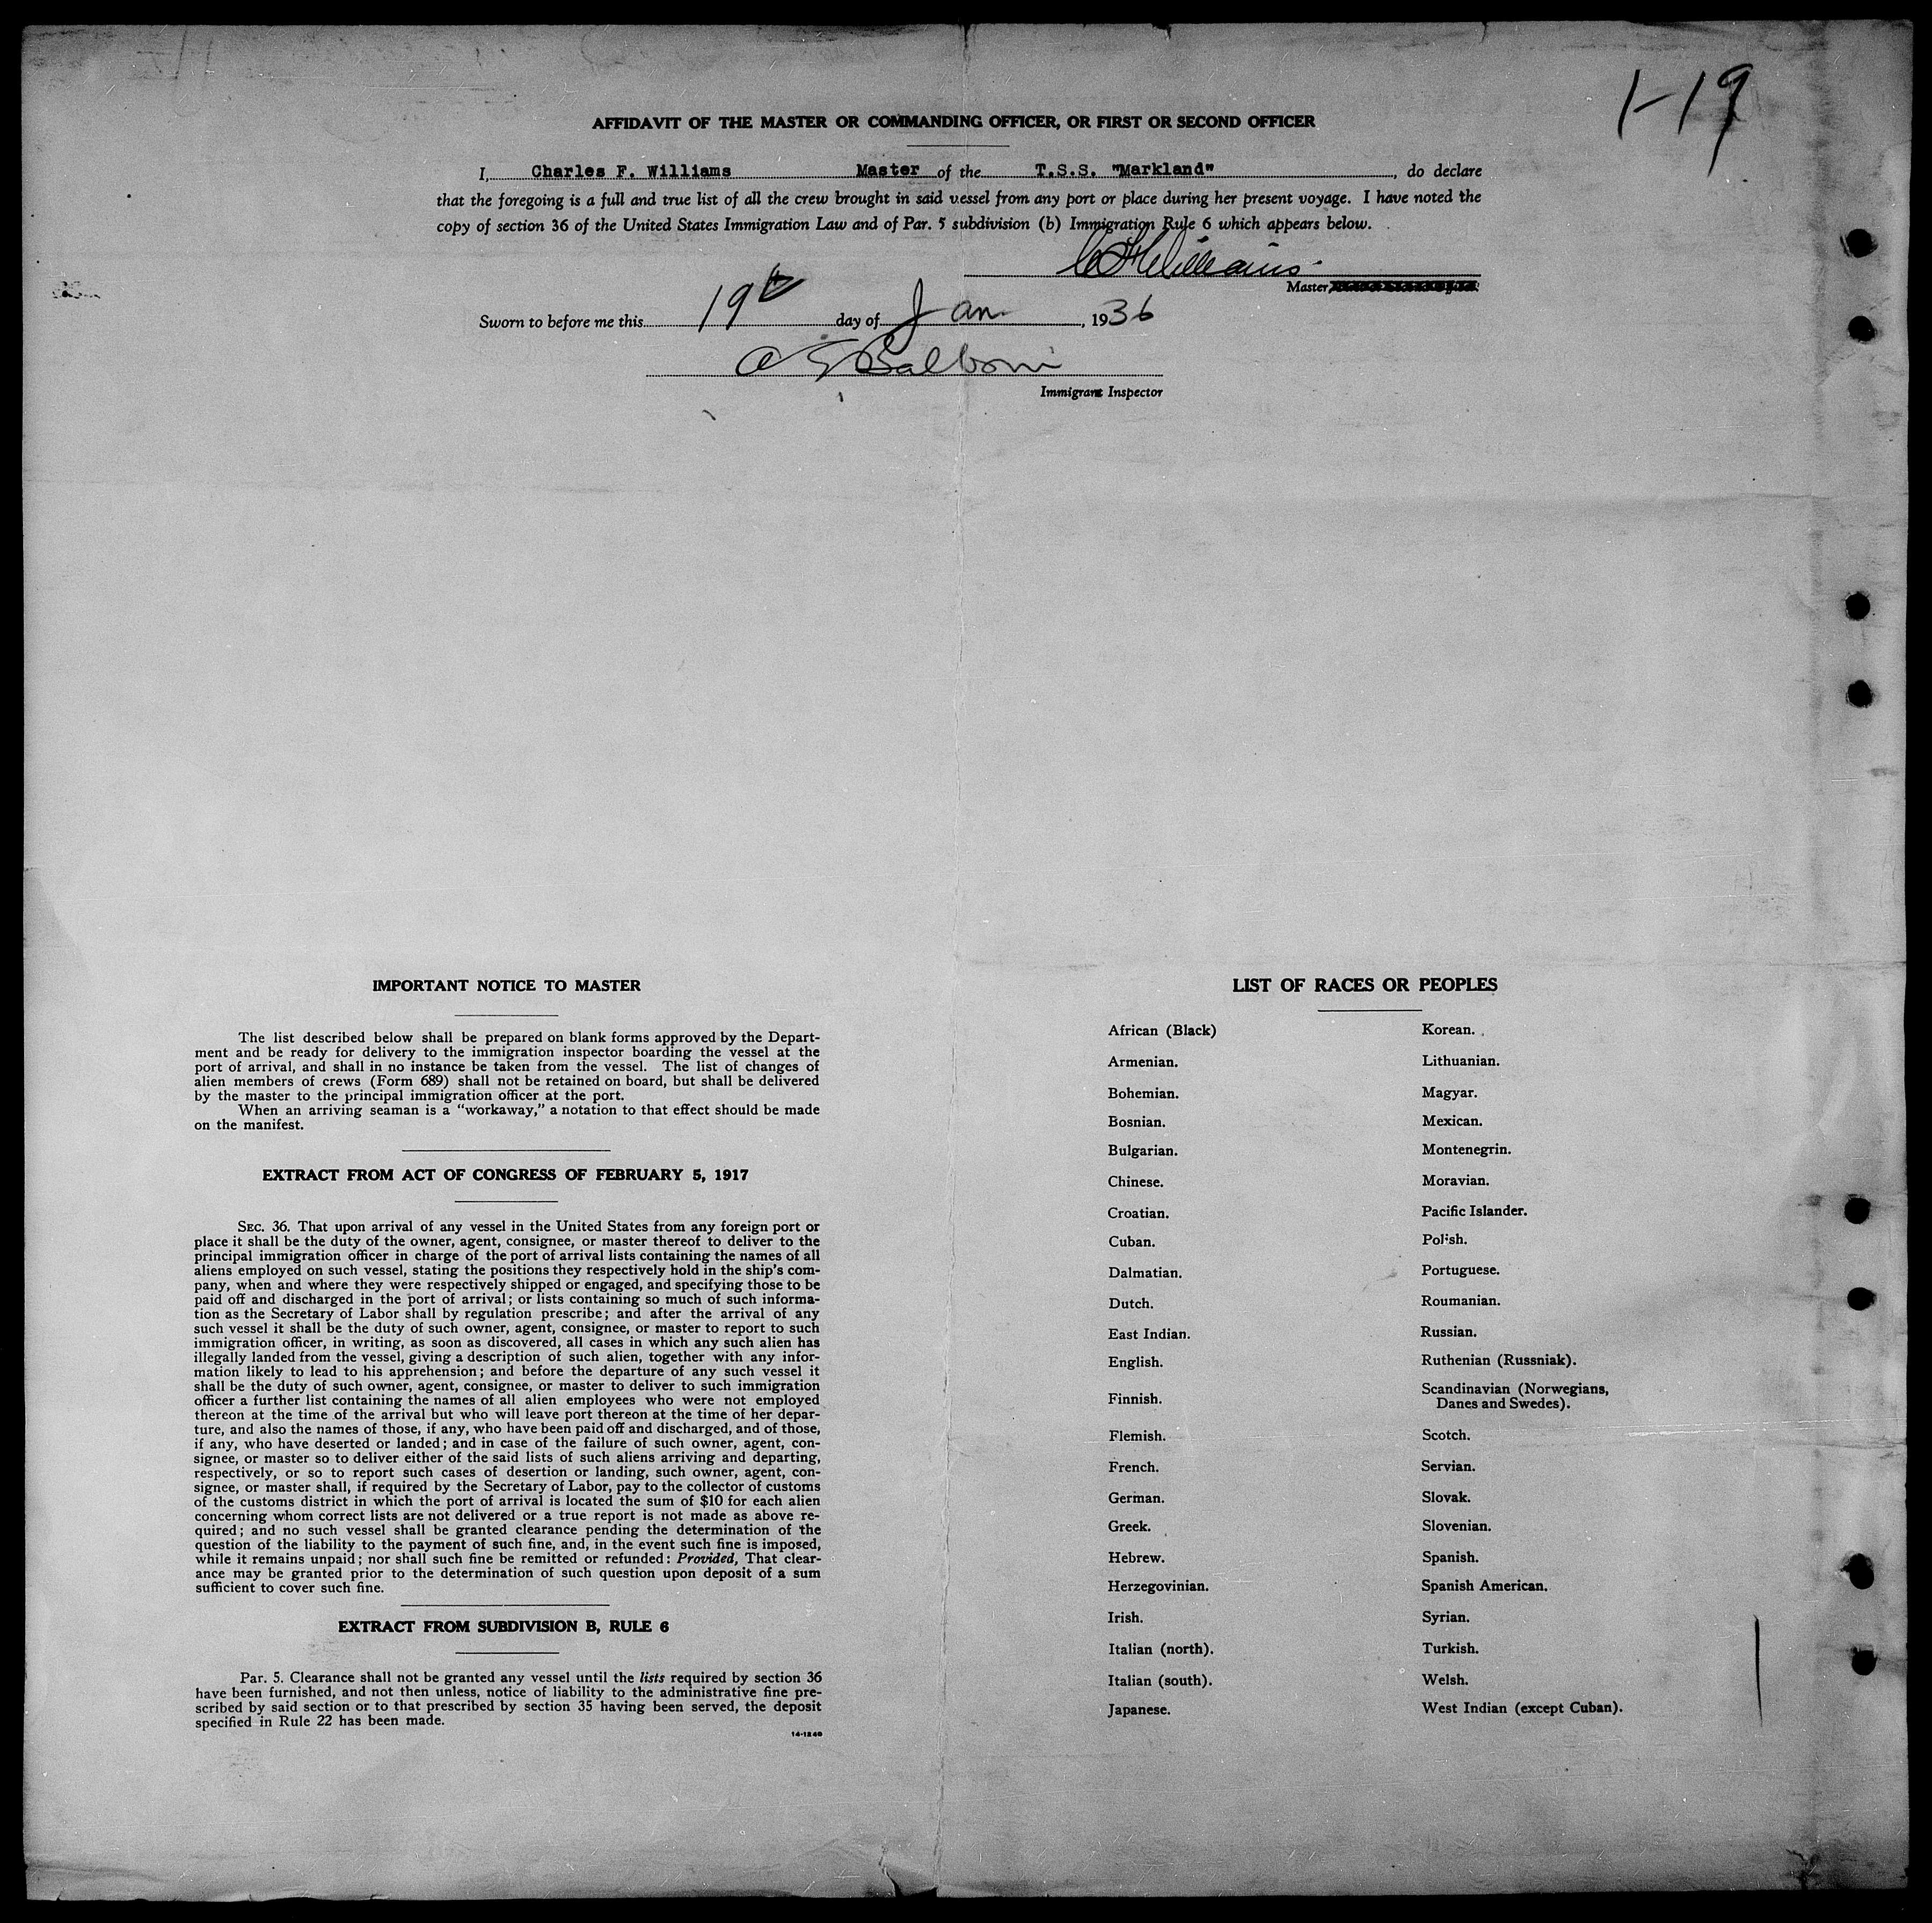 1-19
AFFIDAVIT OF THE MASTER OR COMMANDING OFFICER, OR FIRST OR SECOND OFFICER
I, Charles F. Williams Master of the T.S.S. "Markland", do declare
that the foregoing is a full and true list of all the crew brought in said vessel from any port or place during her present voyage. I have noted the
copy of section 36 of the United States Immigration Law and of Par. 5 subdivision (b) Immigration Rule 6 which appears below.
C F Williams
Master,
Sworn to before me this 19th day of Jan, 1936
Immigrant Inspector
IMPORTANT NOTICE TO MASTER
The list described below shall be prepared on blank forms approved by the Depart-
ment and be ready for delivery to the immigration inspector boarding the vessel at the
port of arrival, and shall in no instance be taken from the vessel. The list of changes of
alien members of crews (Form 689) shall not be retained on board, but shall be delivered
by the master to the principal immigration officer at the port.
When an arriving seaman is a "workaway," a notation to that effect should be made
on the manifest.
EXTRACT FROM ACT OF CONGRESS OF FEBRUARY 5, 1917
SEC. 36. That upon arrival of any vessel in the United States from any foreign port or
place it shall be the duty of the owner, agent, consignee, or master thereof to deliver to the
principal immigration officer in charge of the port of arrival lists containing the names of all
aliens employed on such vessel, stating the positions they respectively hold in the ship's com-
pany, when and where they were respectively shipped or engaged, and specifying those to be
paid off and discharged in the port of arrival; or lists containing so much of such informa-
tion as the Secretary of Labor shall by regulation prescribe; and after the arrival of any
such vessel it shall be the duty of such owner, agent, consignee, or master to report to such
immigration officer, in writing, as soon as discovered, all cases in which any such alien has
illegally landed from the vessel, giving a description of such alien, together with any infor-
mation likely to lead to his apprehension; and before the departure of any such vessel it
shall be the duty of such owner, agent, consignee, or master to deliver to such immigration
officer a further list containing the names of all alien employees who were not employed
thereon at the time of the arrival but who will leave port thereon at the time of her depar-
ture, and also the names of those, if any, who have been paid off and discharged, and of those,
if any, who have deserted or landed; and in case of the failure of such owner, agent, con-
signee, or master so to deliver either of the said lists of such aliens arriving and departing,
respectively, or so to report such cases of desertion or landing, such owner, agent, con-
signee, or master shall, if required by the Secretary of Labor, pay to the collector of customs
of the customs district in which the port of arrival is located the sum of $10 for each alien
concerning whom correct lists are not delivered or a true report is not made as above re-
quired; and no such vessel shall be granted clearance pending the determination of the
question of the liability to the payment of such fine, and, in the event such fine is imposed,
while it remains unpaid; nor shall such fine be remitted or refunded: Provided, That clear-
ance may be granted prior to the determination of such question upon deposit of a sum
sufficient to cover such fine.
EXTRACT FROM SUBDIVISION B, RULE 6
Par. 5. Clearance shall not be granted any vessel until the lists required by section 36
have been furnished, and not then unless, notice of liability to the administrative fine pre-
scribed by said section or to that prescribed by section 35 having been served, the deposit
specified in Rule 22 has been made.
14-1240
LIST OF RACES OR PEOPLES
African (Black)
Armenian.
Bohemian.
Bosnian.
Bulgarian.
Chinese.
Croatian.
Cuban.
Dalmatian.
Dutch.
East Indian.
English.
Finnish.
Flemish.
French.
German.
Greek.
Hebrew.
Herzegovinian.
Irish.
Italian (north).
Italian (south).
Japanese.
Korean.
Lithuanian.
Magyar.
Mexican.
Montenegrin.
Moravian.
Pacific Islander.
Polish.
Portuguese.
Roumanian.
Russian.
Ruthenian (Russniak).
Scandinavian (Norwegians,
Danes and Swedes).
Scotch.
Servian.
Slovak.
Slovenian.
Spanish.
Spanish American.
Syrian.
Turkish.
Welsh.
West Indian (except Cuban).